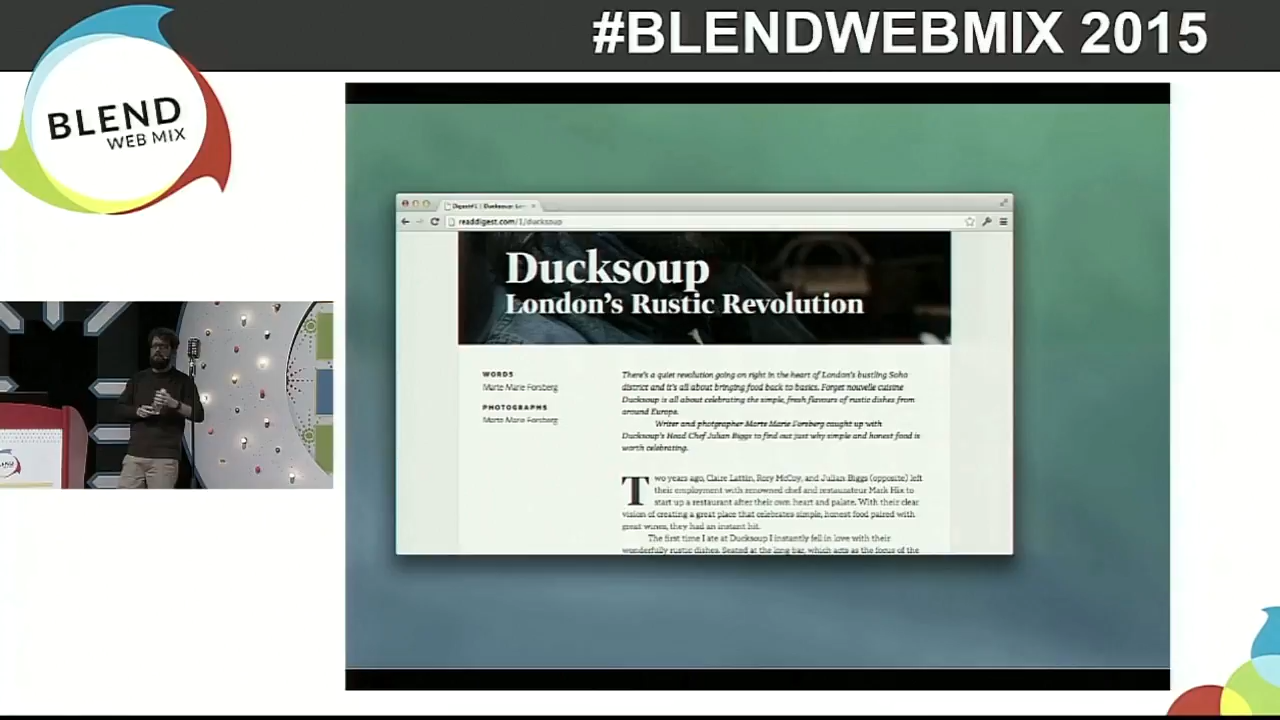 #BLENDWEBMIX 2015
BLEND
WEB MIX
Digest#1 | Ducksoup: Lon
readdigest.com/1/ducksoup
Ducksoup
London's Rustic Revolution
WORDS
Marte Marie Forsberg
PHOTOGRAPHS
Marte Marie Forsberg
There's a quiet revolution going on right in the heart of London's bustling Soho
district and it's all about bringing food back to basics. Forget nouvelle cuisine
Ducksoup is all about celebrating the simple, fresh flavours of rustic dishes from
around Europe.
Writer and photgrapher Marte Marie Forsberg caught up with
Ducksoup's Head Chef Julian Biggs to find out just why simple and honest food is
worth celebrating.
Two years ago, Claire Lattin, Rory McCoy, and Julian Biggs (opposite) left
their employment with renowned chef and restaurateur Mark Hix to
start up a restaurant after their own heart and palate. With their clear
vision of creating a great place that celebrates simple, honest food paired with
great wines, they had an instant hit.
The first time I ate at Ducksoup I instantly fell in love with their
wonderfully rustic dishes. Seated at the long bar, which acts as the focus of the